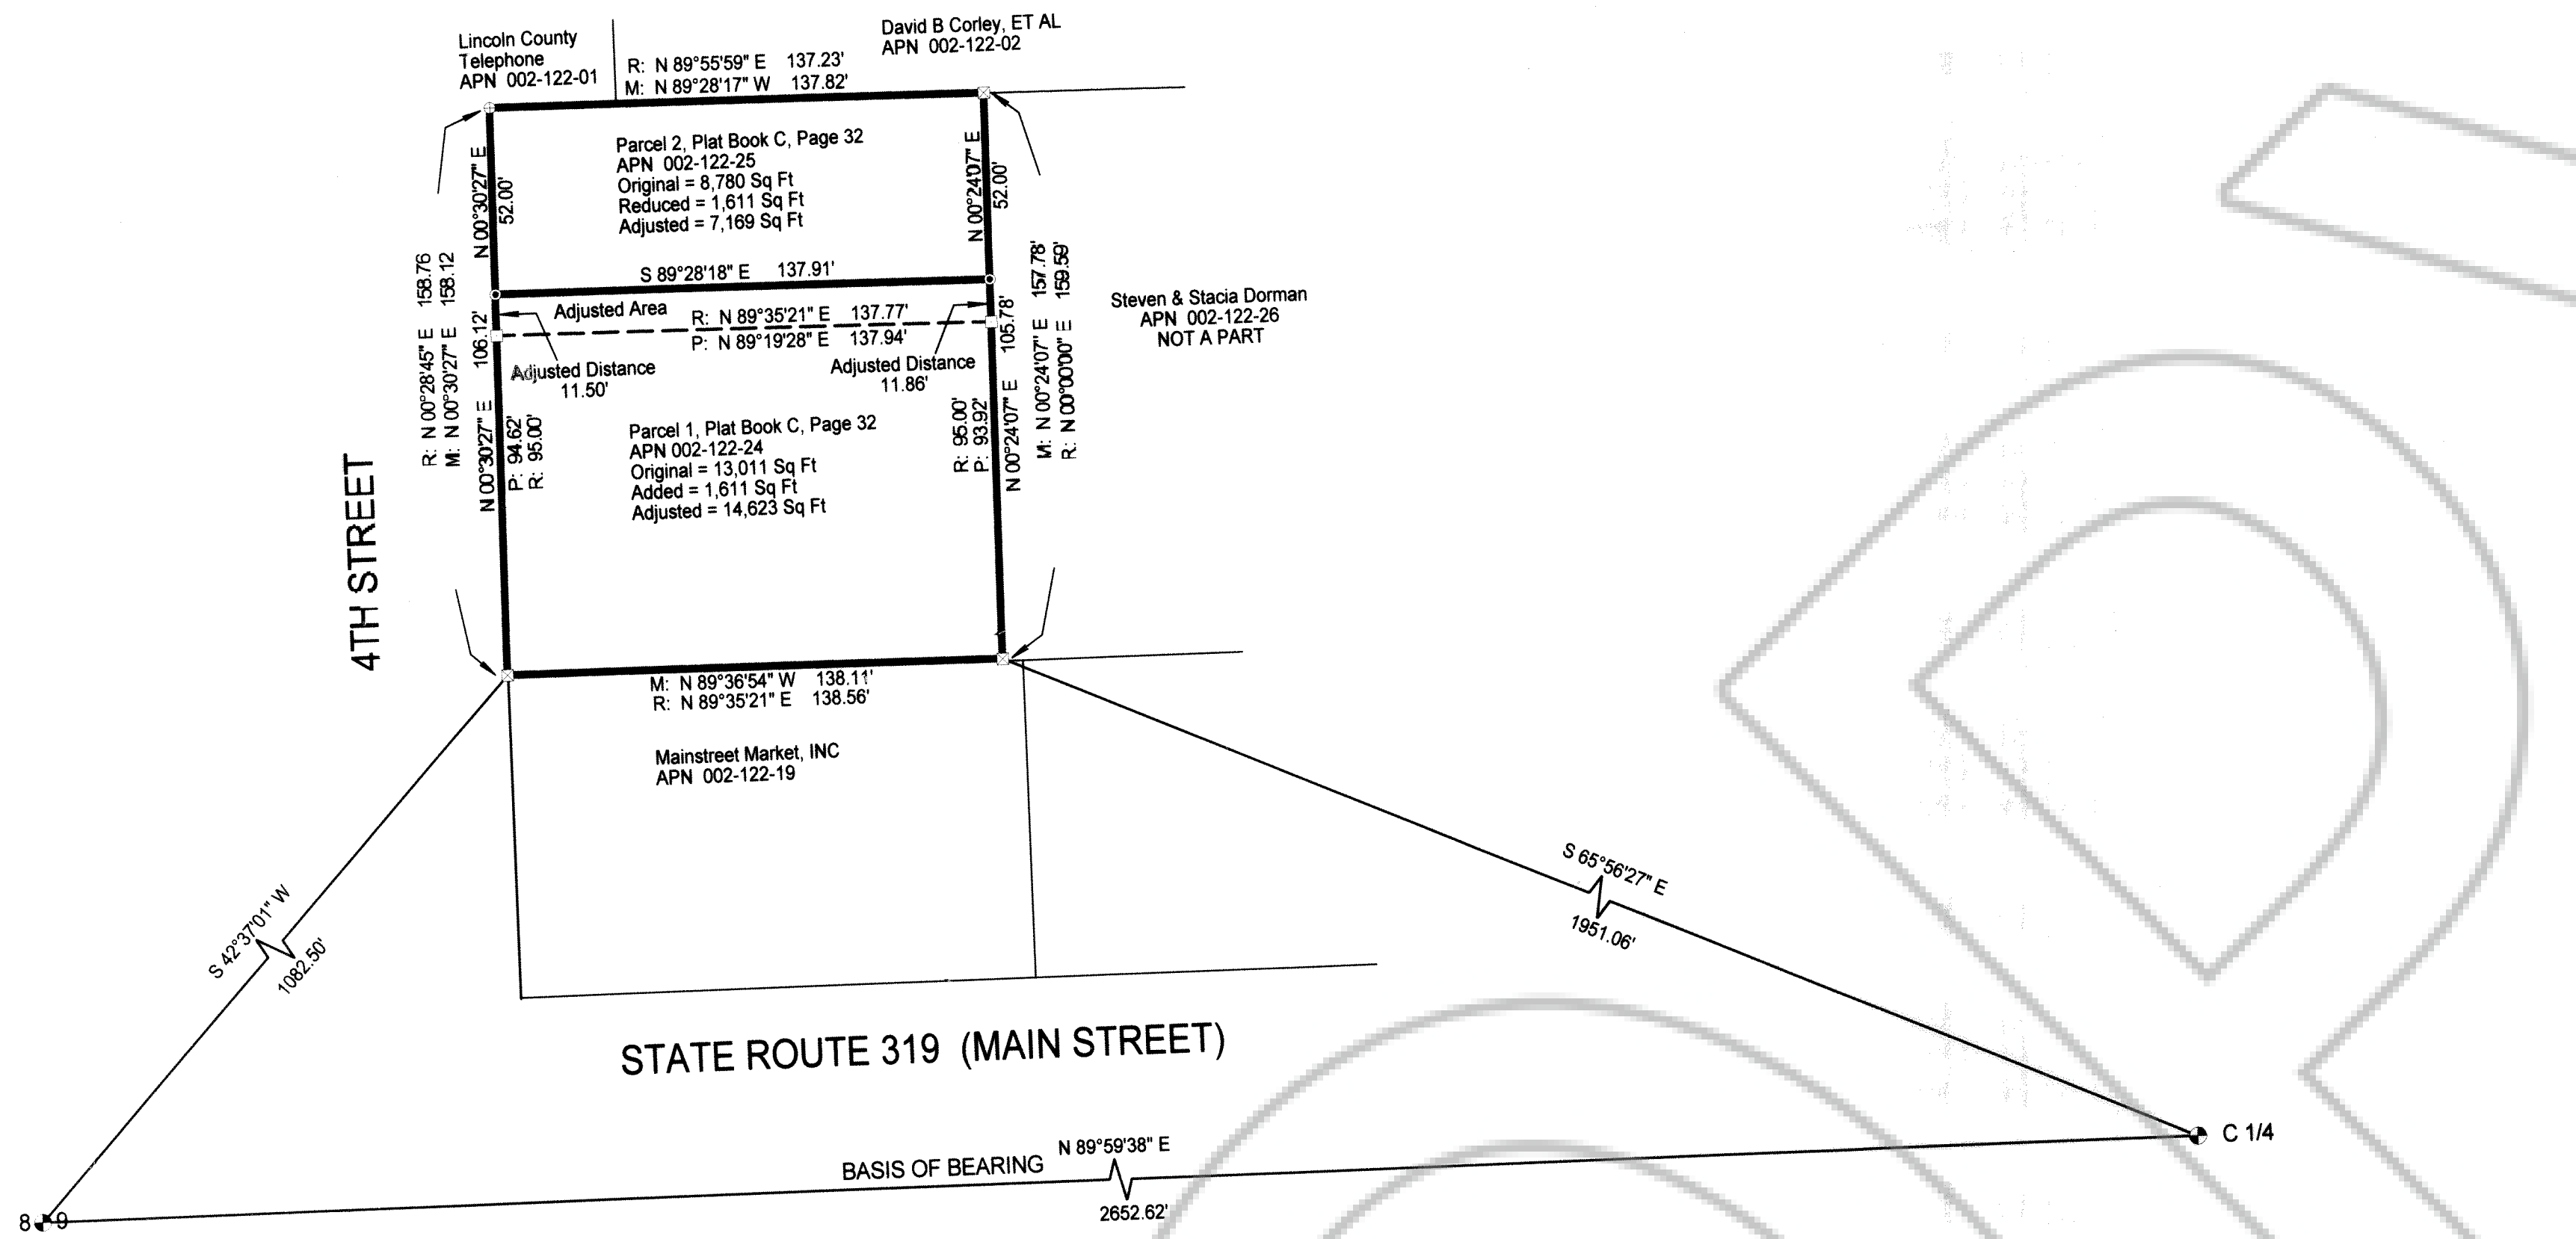 Lincoln County
Telephone
APN 002-122-01
David B Corley, ET AL
APN 002-122-02
R: N 89°55'59" E 137.23'
M: N 89°28'17" W 137.82'
Parcel 2, Plat Book C, Page 32
APN 002-122-25
Original = 8,780 Sq Ft
Reduced = 1,611 Sq Ft
Adjusted = 7,169 Sq Ft
N 00°30'27" E
52.00'
N 00°24'07" E
52.00'
S 89°28'18" E 137.91'
Adjusted Area
R: N 89°35'21" E 137.77'
P: N 89°19'28" E 137.94'
Adjusted Distance
11.50'
Adjusted Distance
11.86'
R: N 00°28'45" E 158.76
M: N 00°30'27" E 158.12
N 00°30'27" E 106.12'
P: 94.62'
R: 95.00'
R: 95.00'
P: 93.92'
N 00°24'07" E 105.78'
M: N 00°24'07" E 157.78'
R: N 00°00'00" E 159.59'
Steven & Stacia Dorman
APN 002-122-26
NOT A PART
Parcel 1, Plat Book C, Page 32
APN 002-122-24
Original = 13,011 Sq Ft
Added = 1,611 Sq Ft
Adjusted = 14,623 Sq Ft
4TH STREET
M: N 89°36'54" W 138.11'
R: N 89°35'21" E 138.56'
Mainstreet Market, INC
APN 002-122-19
S 42°37'01" W
1082.50'
S 65°56'27" E
1951.06'
STATE ROUTE 319 (MAIN STREET)
BASIS OF BEARING
N 89°59'38" E
2652.62'
C 1/4
8 9